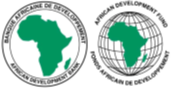 BANQUE AFRICAINE DE DEVELOPPEMENT
AFRICAN DEVELOPMENT BANK
AFRICAN DEVELOPMENT FUND
FONDS AFRICAIN DE DEVELOPPEMENT